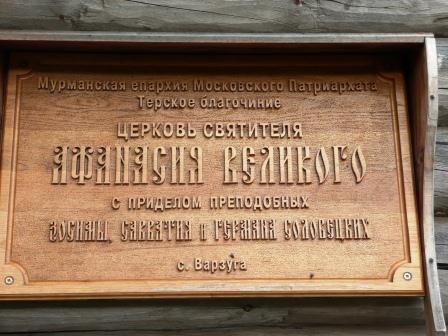 Мурманская епархия Московского Патриархата
Терское благочиние
ЦЕРКОВЬ СВЯТИТЕЛЯ
АФАНАСИЯ ВЕЛИКОГО
С ПРИДЕЛОМ ПРЕПОДОБНЫХ
ЗОСИМЫ, САВВАТИЯ и ГЕРМАНА СОЛОВЕЦКИХ
с. Варзуга